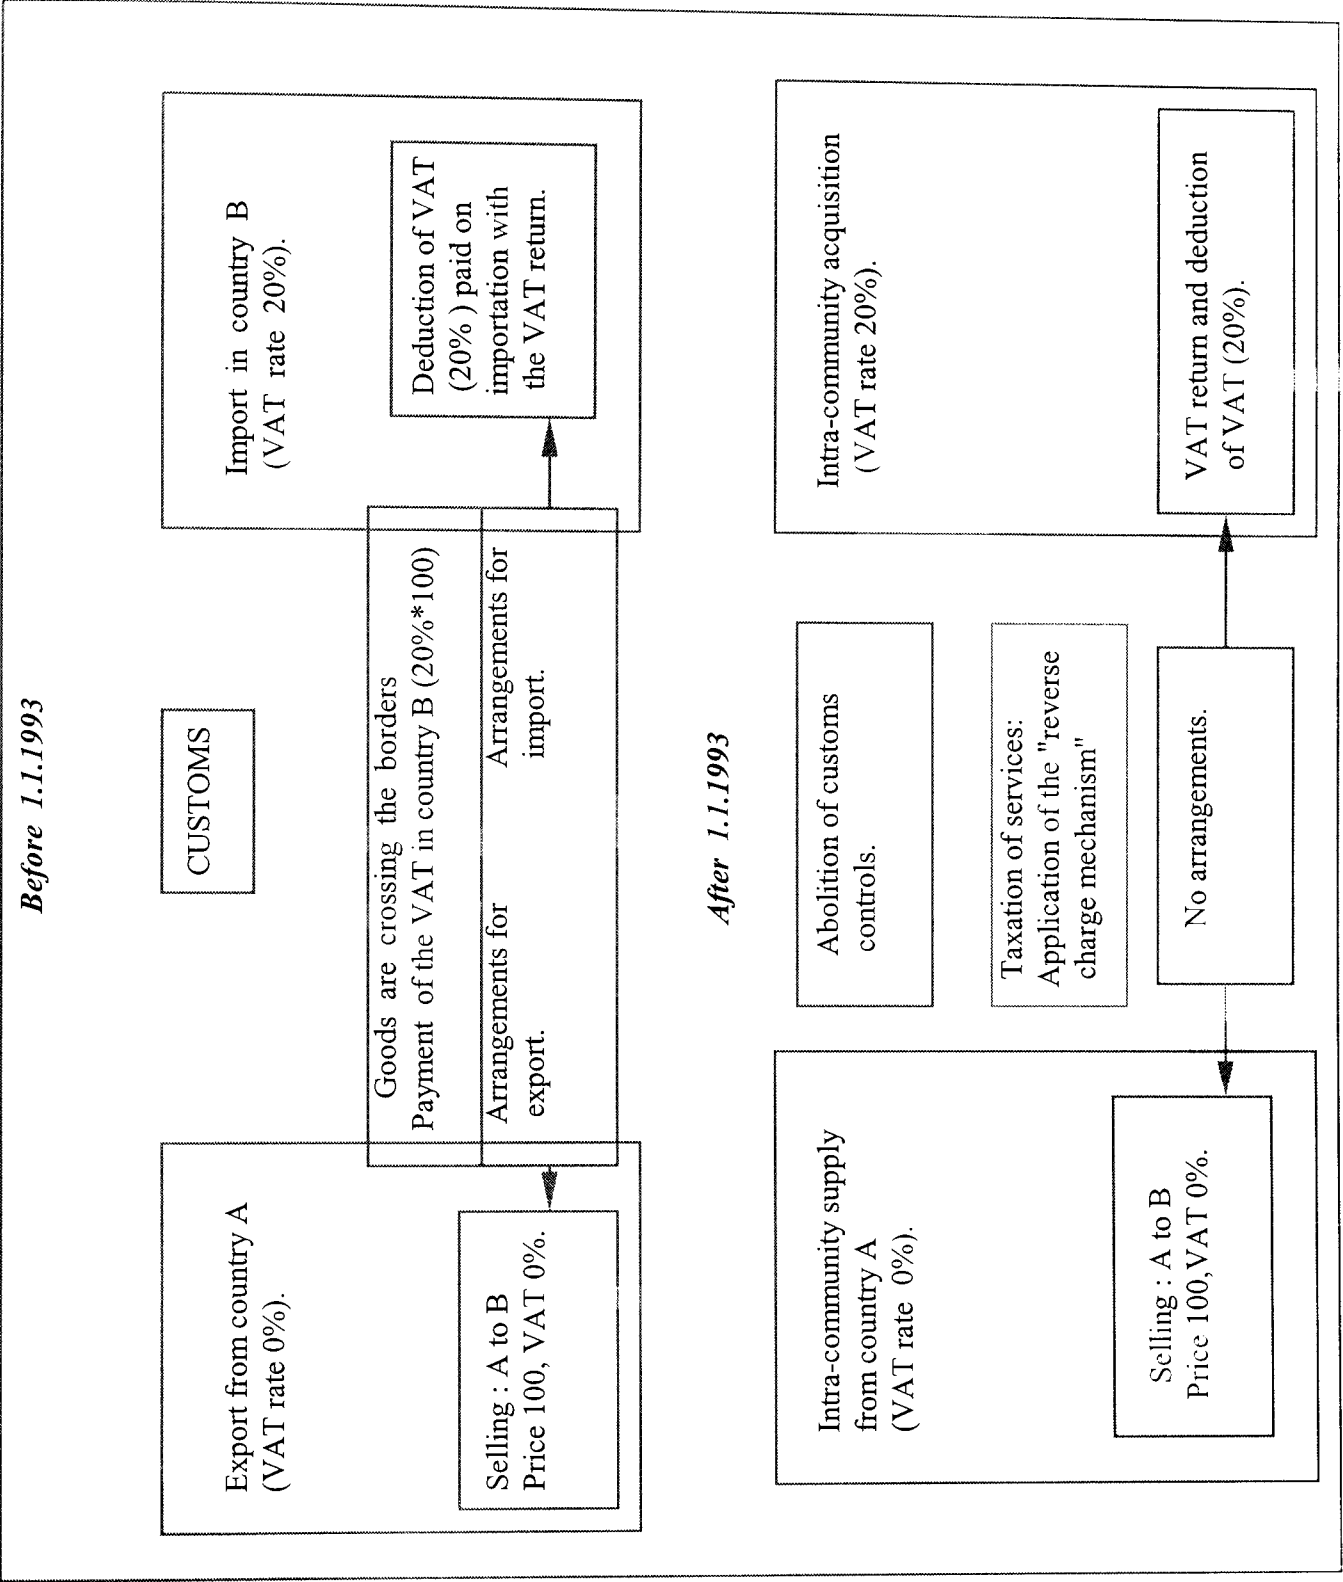 Before 1.1.1993
Export from country A
(VAT rate 0%).
CUSTOMS
Import in country B
(VAT rate 20%).
Goods are crossing the borders
Payment of the VAT in country B (20%*100)
Arrangements for
export.
Arrangements for
import.
Selling : A to B
Price 100, VAT 0%.
Deduction of VAT
(20% ) paid on
importation with
the VAT return.
After 1.1.1993
Intra-community supply
from country A
(VAT rate 0%).
Abolition of customs
controls.
Intra-community acquisition
(VAT rate 20%).
Taxation of services:
Application of the "reverse
charge mechanism"
Selling : A to B
Price 100,VAT 0%.
No arrangements.
VAT return and deduction
of VAT (20%).